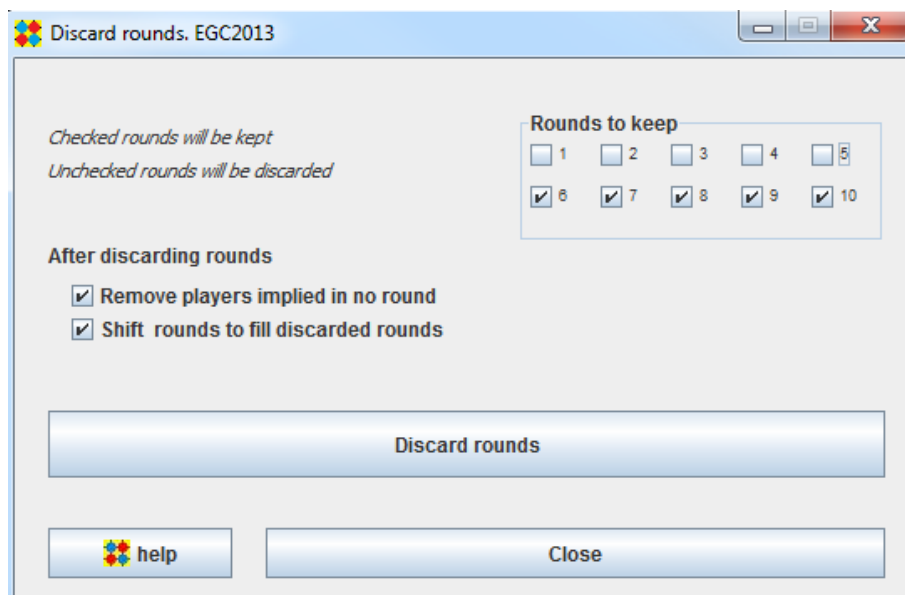 Discard rounds. EGC2013
Checked rounds will be kept
Unchecked rounds will be discarded
Rounds to keep
1 2 3 4 5
6 7 8 9 10
After discarding rounds
Remove players implied in no round
Shift rounds to fill discarded rounds
Discard rounds
help
Close